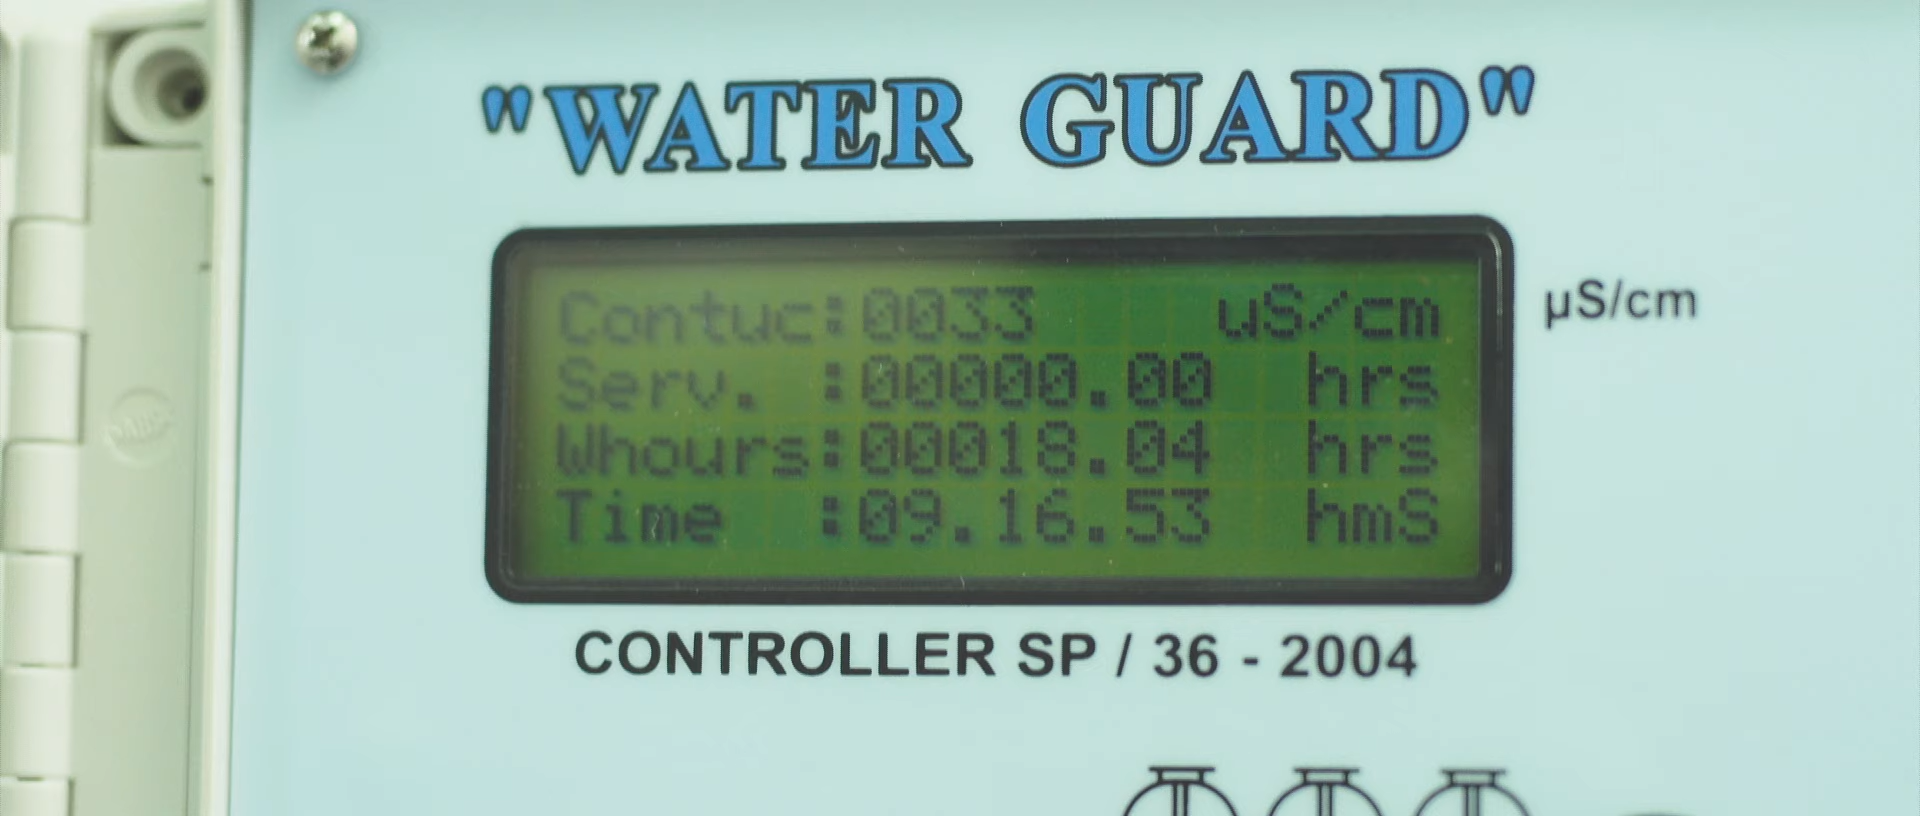 "WATER GUARD"
Contuc:0033 uS/cm
µS/cm
Serv. :00000.00 hrs
Whours:00018.04 hrs
Time :09.16.53 hmS
CONTROLLER SP / 36 - 2004